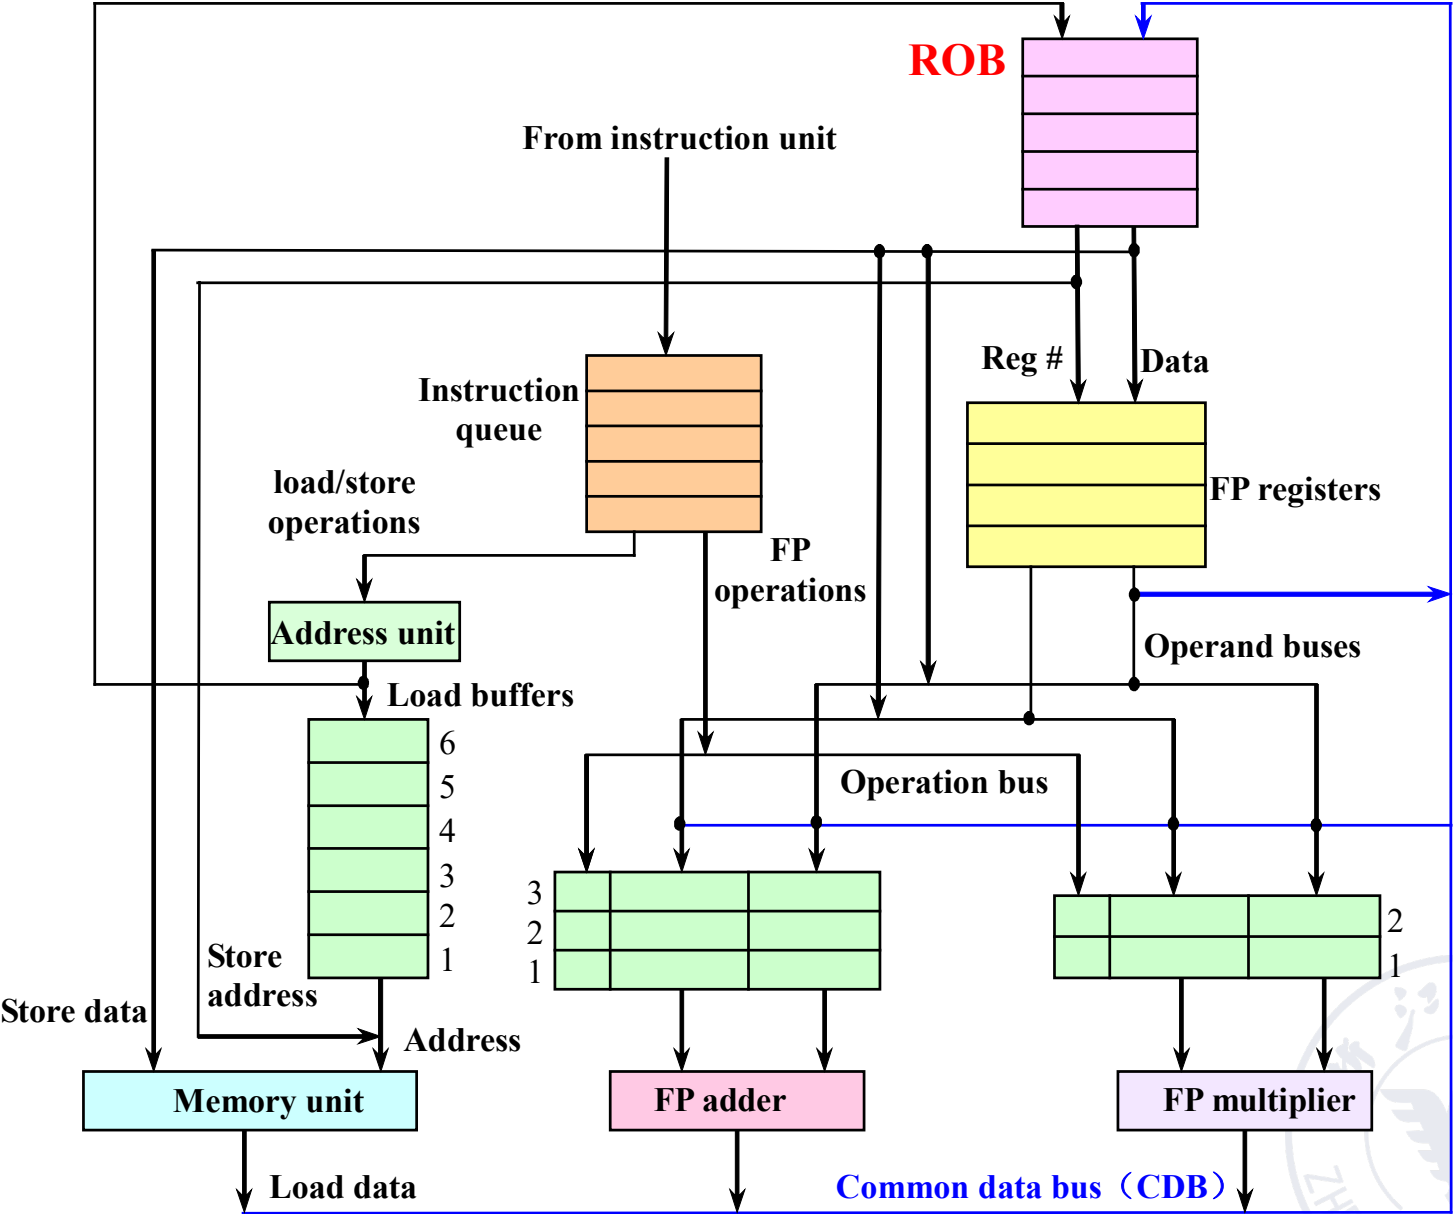 ROB
From instruction unit
Reg #
Data
Instruction
queue
load/store
operations
FP registers
FP
operations
Address unit
Operand buses
Load buffers
6
5
4
3
2
1
Operation bus
3
2
1
2
1
Store
address
Store data
Address
Memory unit
FP adder
FP multiplier
Load data
Common data bus（CDB）